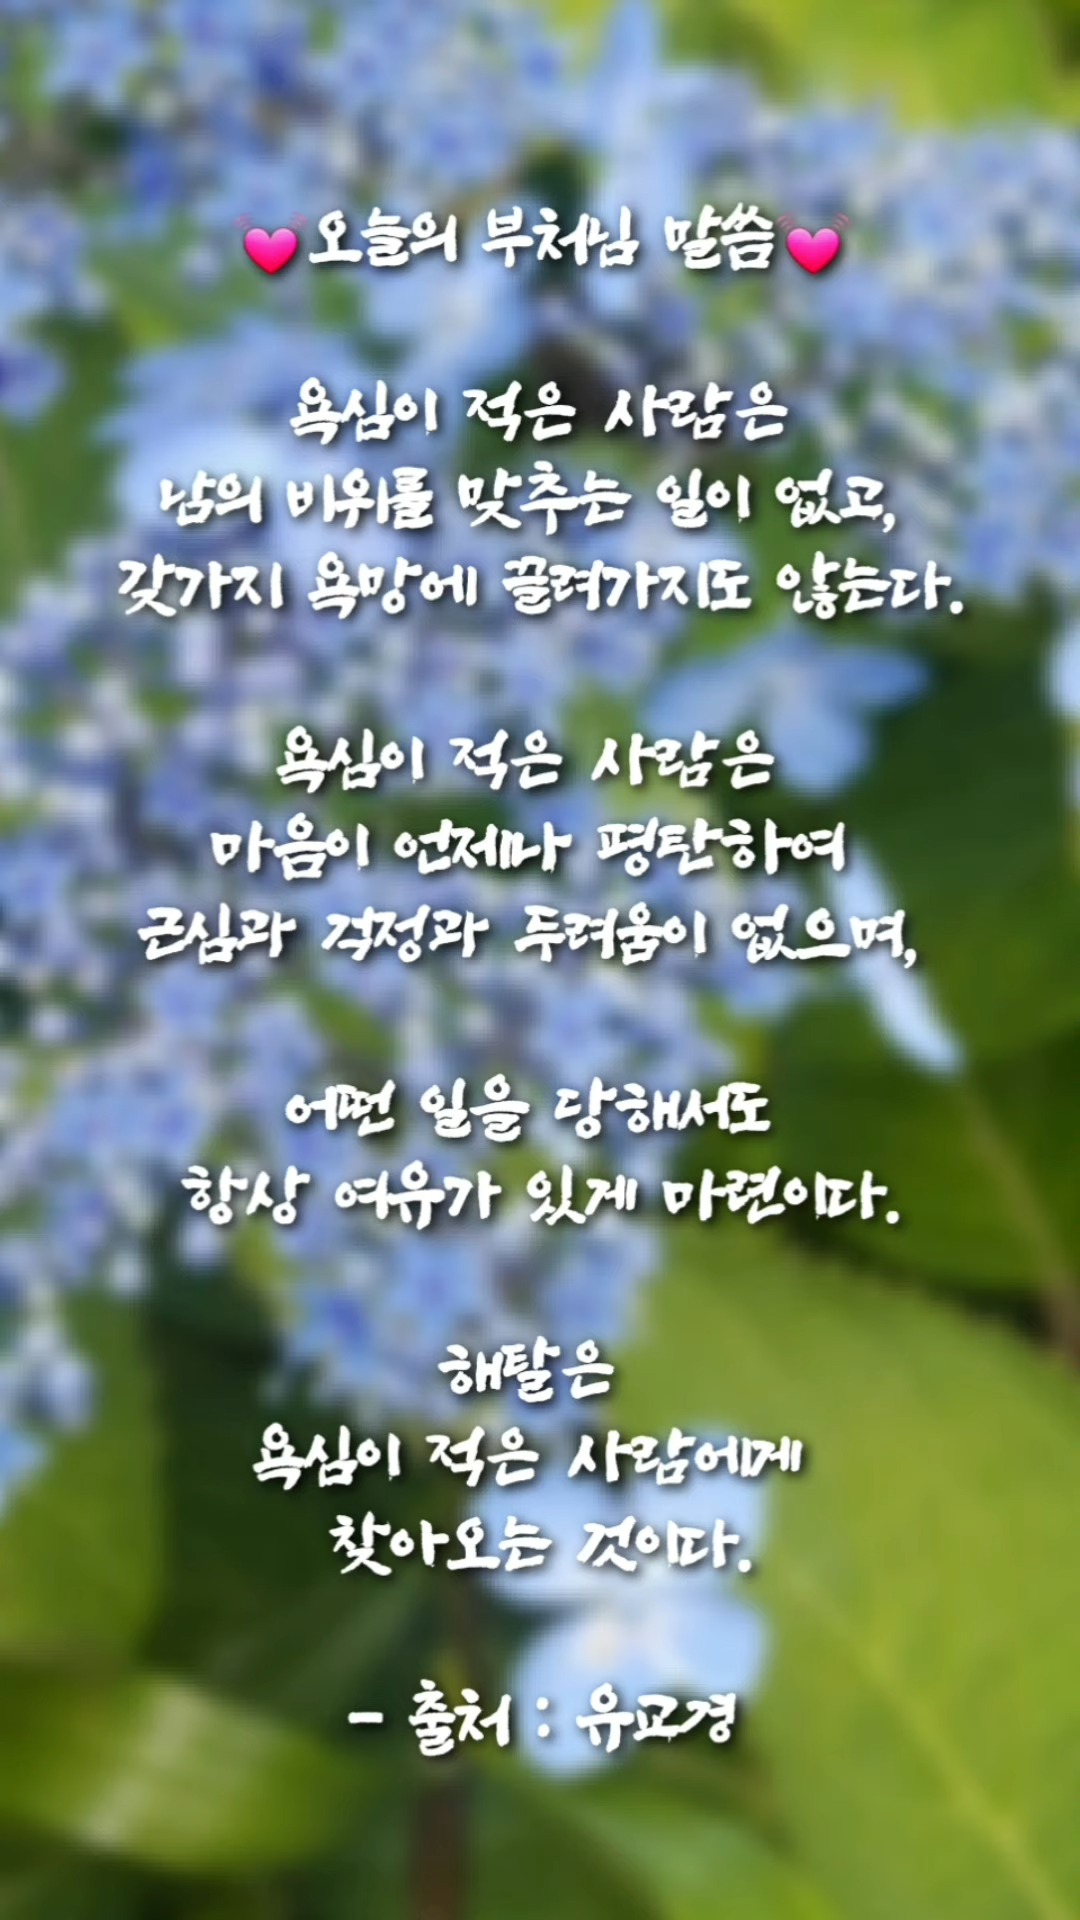 💓오늘의 부처님 말씀💓
욕심이 적은 사람은
남의 비위를 맞추는 일이 없고,
갖가지 욕망에 끌려가지도 않는다.
욕심이 적은 사람은
마음이 언제나 평탄하여
근심과 걱정과 두려움이 없으며,
어떤 일을 당해서도
항상 여유가 있게 마련이다.
해탈은
욕심이 적은 사람에게
찾아오는 것이다.
- 출처 : 유교경